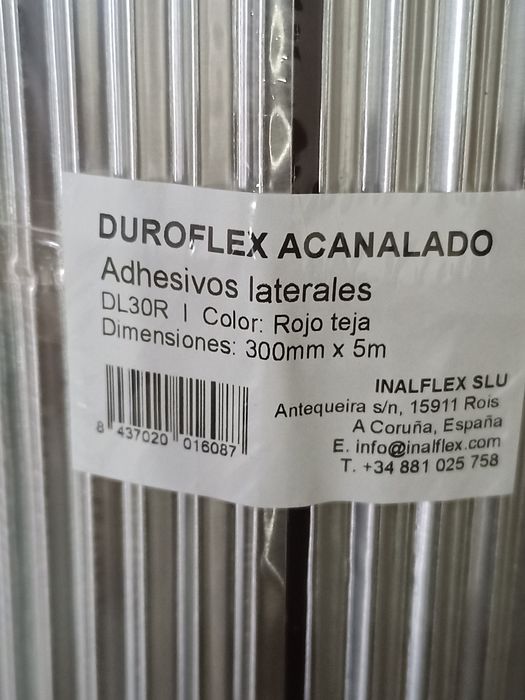 DUROFLEX ACANALADO
Adhesivos laterales
DL30R | Color: Rojo teja
Dimensiones: 300mm x 5m
8 437020 016087
INALFLEX SLU
Antequeira s/n, 15911 Rois
A Coruña, España
E. info@inalflex.com
T. +34 881 025 758